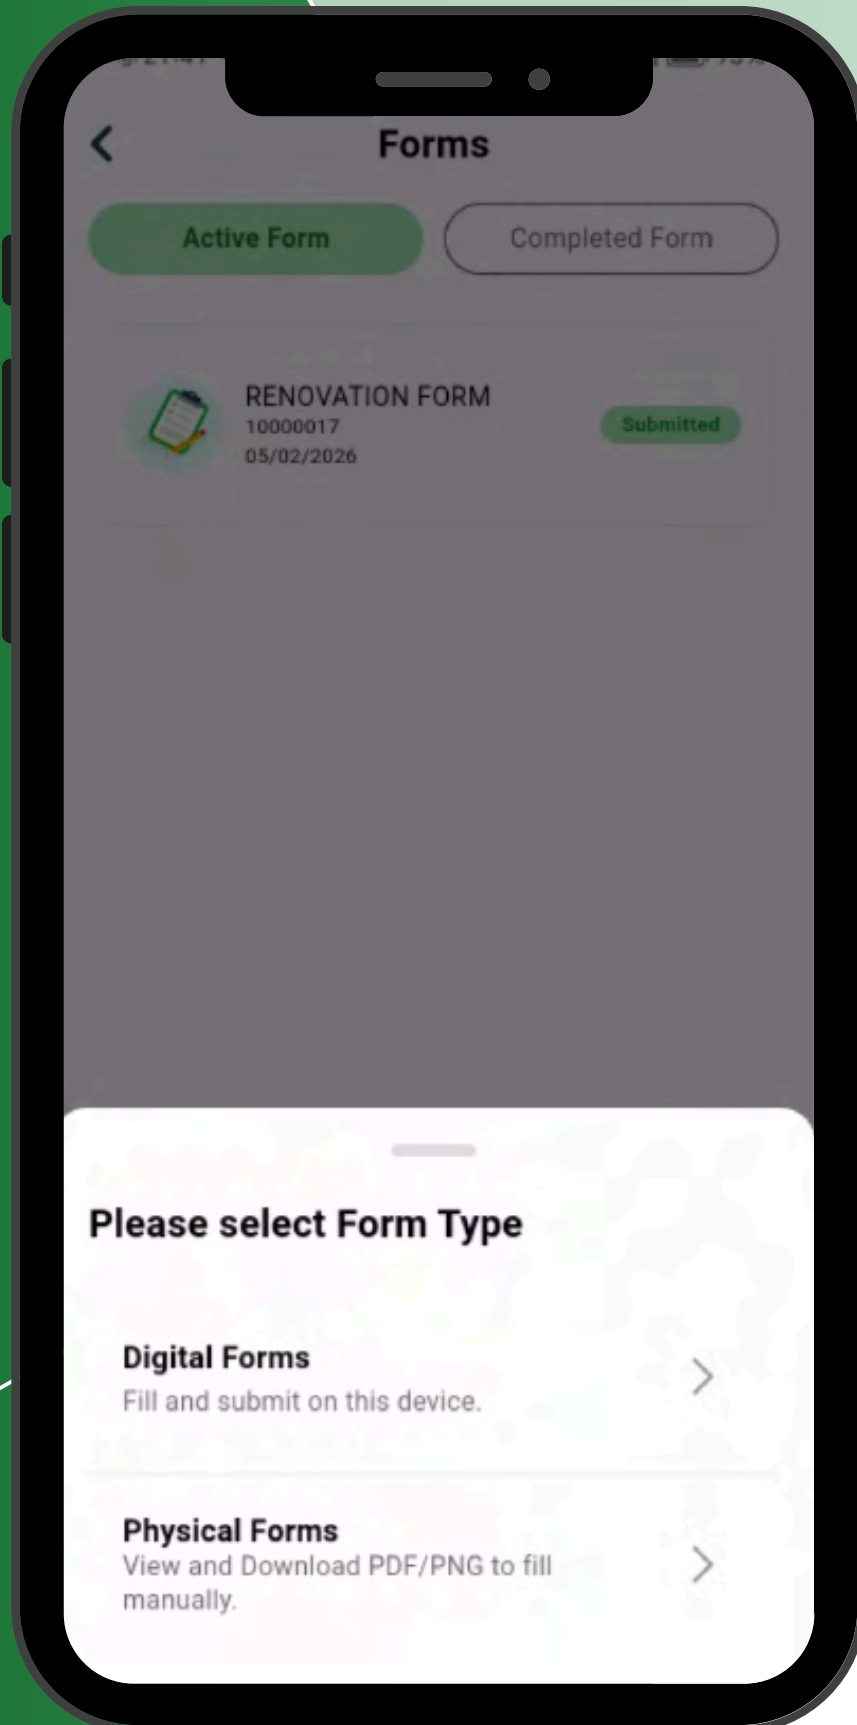 Forms
Active Form
Completed Form
RENOVATION FORM
10000017
05/02/2026
Submitted
Please select Form Type
Digital Forms
Fill and submit on this device.
Physical Forms
View and Download PDF/PNG to fill
manually.